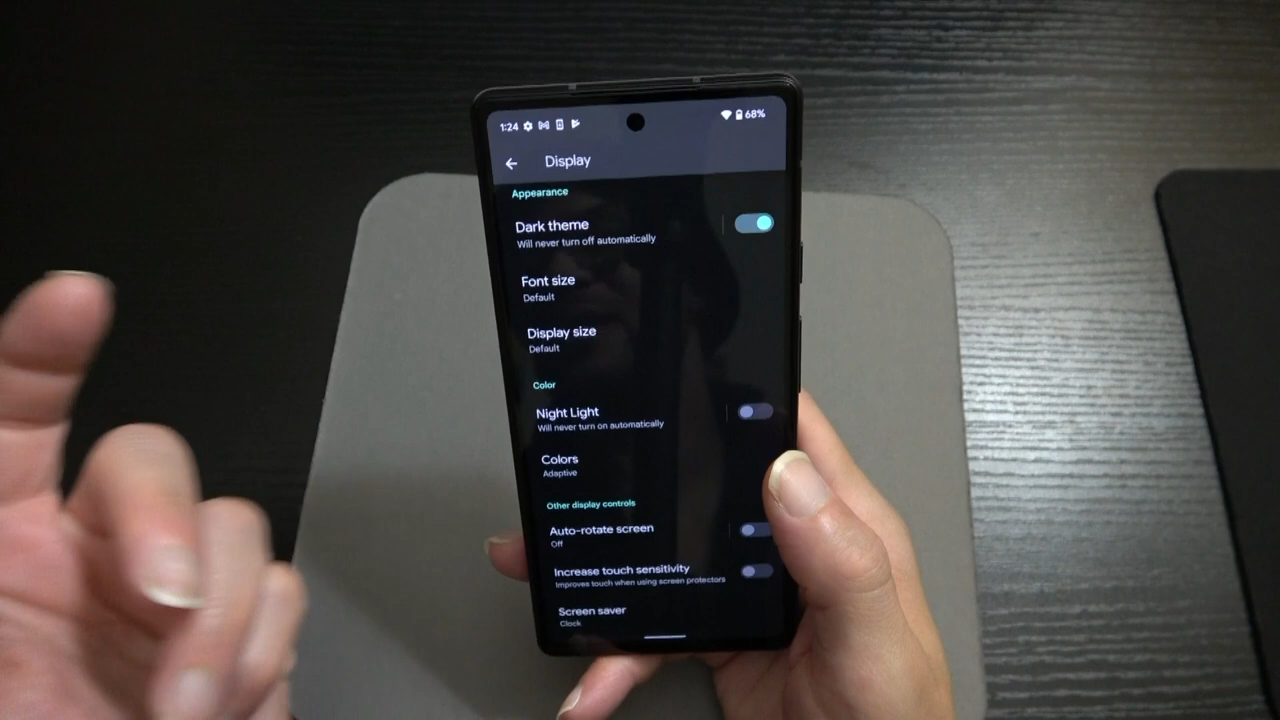 1:24 68%
Display
Appearance
Dark theme
Will never turn off automatically
Font size
Default
Display size
Default
Color
Night Light
Will never turn on automatically
Colors
Adaptive
Other display controls
Auto-rotate screen
Off
Increase touch sensitivity
Improves touch when using screen protectors
Screen saver
Clock